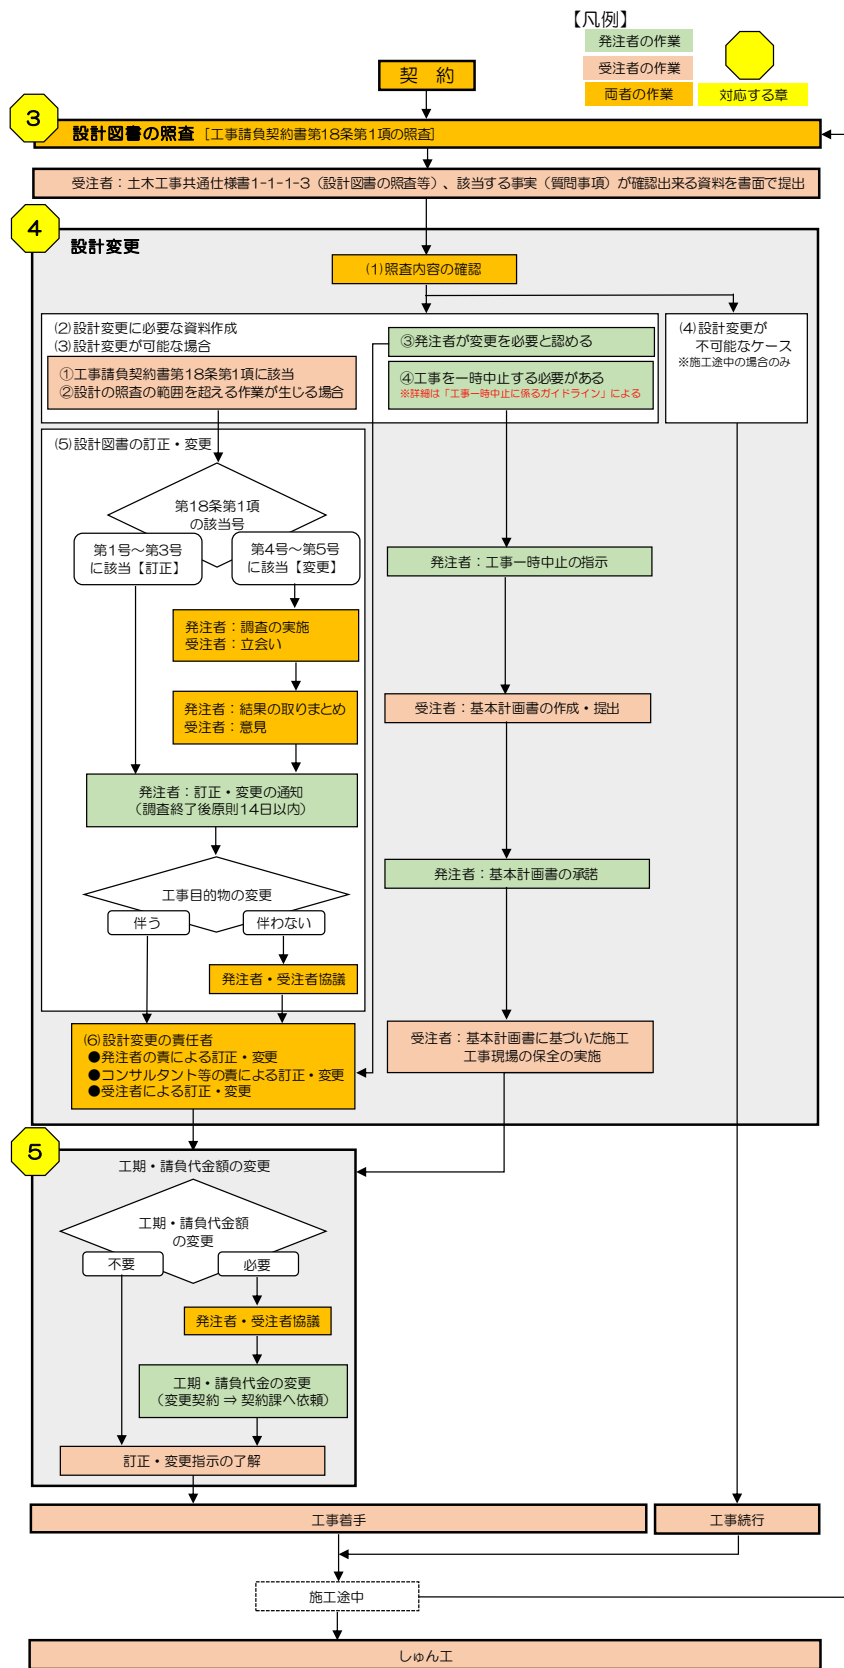 【凡例】
発注者の作業
受注者の作業
両者の作業
対応する章
契　約
3
設計図書の照査 [工事請負契約書第18条第1項の照査]
受注者：土木工事共通仕様書1-1-1-3（設計図書の照査等）、該当する事実（質問事項）が確認出来る資料を書面で提出
4
設計変更
(1)照査内容の確認
(2)設計変更に必要な資料作成
(3)設計変更が可能な場合
①工事請負契約書第18条第1項に該当
②設計の照査の範囲を超える作業が生じる場合
③発注者が変更を必要と認める
④工事を一時中止する必要がある
※詳細は「工事一時中止に係るガイドライン」による
(4)設計変更が
不可能なケース
※施工途中の場合のみ
(5)設計図書の訂正・変更
第18条第1項
の該当号
第1号～第3号
に該当【訂正】
第4号～第5号
に該当【変更】
発注者：調査の実施
受注者：立会い
発注者：結果の取りまとめ
受注者：意見
発注者：訂正・変更の通知
（調査終了後原則14日以内）
工事目的物の変更
伴う
伴わない
発注者・受注者協議
発注者：工事一時中止の指示
受注者：基本計画書の作成・提出
発注者：基本計画書の承諾
受注者：基本計画書に基づいた施工
工事現場の保全の実施
(6)設計変更の責任者
●発注者の責による訂正・変更
●コンサルタント等の責による訂正・変更
●受注者による訂正・変更
5
工期・請負代金額の変更
工期・請負代金額
の変更
不要
必要
発注者・受注者協議
工期・請負代金の変更
（変更契約 ⇒ 契約課へ依頼）
訂正・変更指示の了解
工事着手
工事続行
施工途中
しゅん工